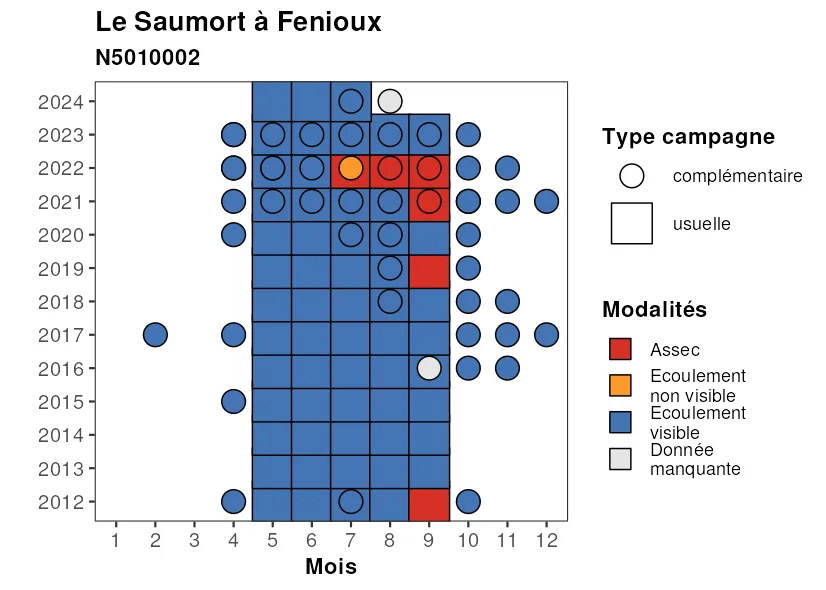 Le Saumort à Fenioux
N5010002
2024
2023
2022
2021
2020
2019
2018
2017
2016
2015
2014
2013
2012
1 2 3 4 5 6 7 8 9 10 11 12
Mois
Type campagne
complémentaire
usuelle
Modalités
Assec
Ecoulement
non visible
Ecoulement
visible
Donnée
manquante